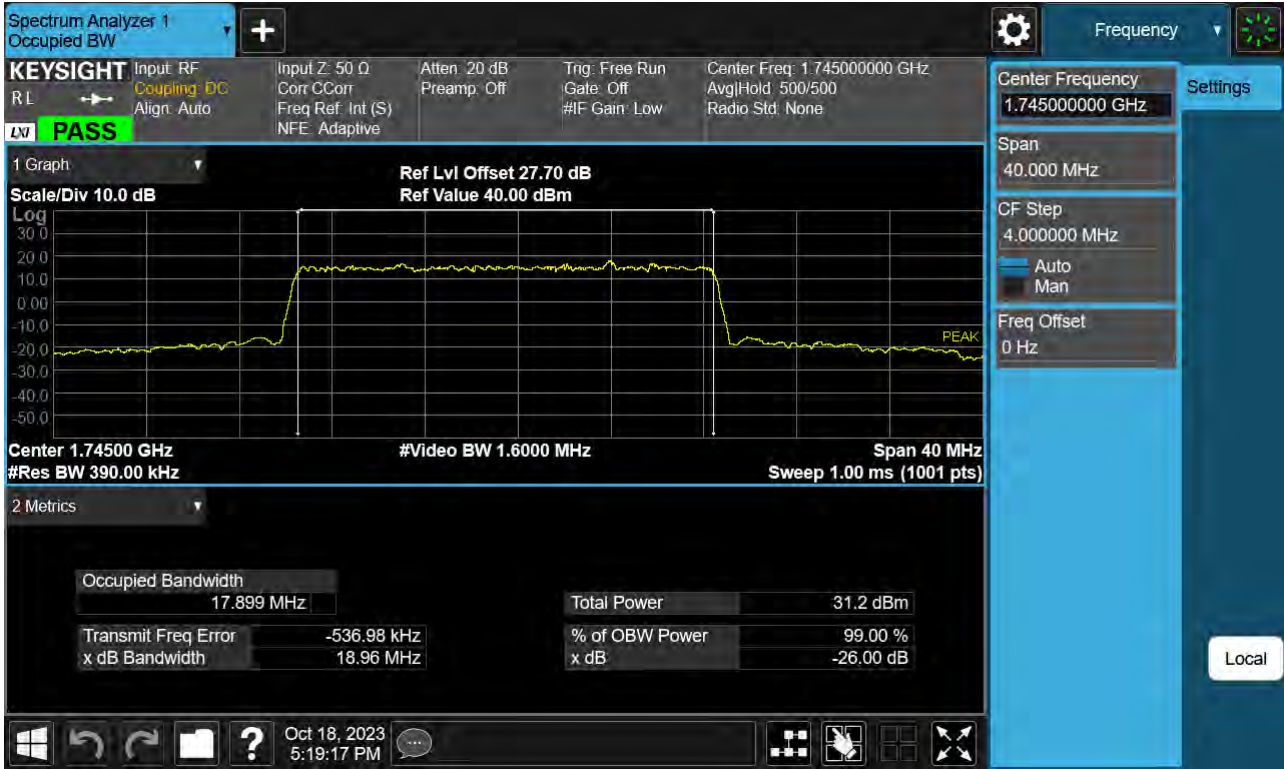 Spectrum Analyzer 1
Occupied BW
Frequency
KEYSIGHT
RL
LXI
PASS
Input: RF
Coupling: DC
Align: Auto
Input Z: 50 Ω
Corr CCorr
Freq Ref: Int (S)
NFE: Adaptive
Atten: 20 dB
Preamp: Off
Trig: Free Run
Gate: Off
#IF Gain: Low
Center Freq: 1.745000000 GHz
Avg|Hold: 500/500
Radio Std: None
1 Graph
Scale/Div 10.0 dB
Ref Lvl Offset 27.70 dB
Ref Value 40.00 dBm
Log
30.0
20.0
10.0
0.00
-10.0
-20.0
-30.0
-40.0
-50.0
PEAK
Center 1.74500 GHz
#Video BW 1.6000 MHz
Span 40 MHz
#Res BW 390.00 kHz
Sweep 1.00 ms (1001 pts)
2 Metrics
Occupied Bandwidth
17.899 MHz
Transmit Freq Error -536.98 kHz
x dB Bandwidth 18.96 MHz
Total Power 31.2 dBm
% of OBW Power 99.00 %
x dB -26.00 dB
Center Frequency
1.745000000 GHz
Span
40.000 MHz
CF Step
4.000000 MHz
Auto
Man
Freq Offset
0 Hz
Settings
Local
?
Oct 18, 2023
5:19:17 PM